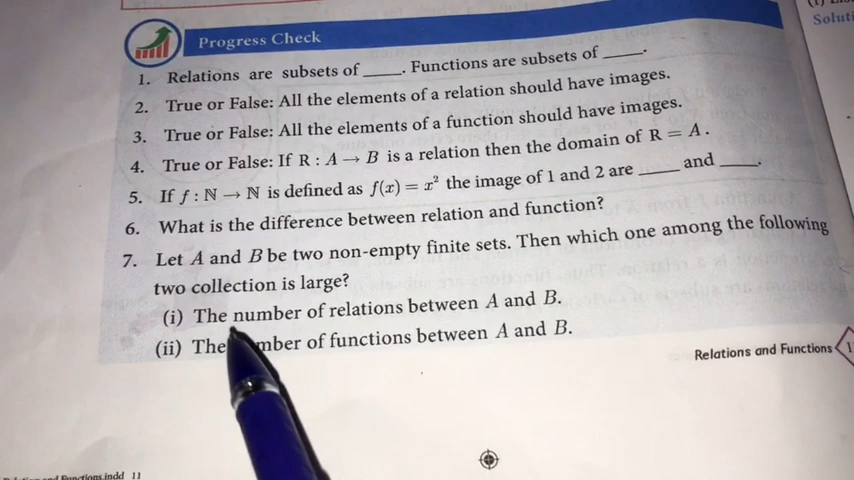 Progress Check
Soluti
1. Relations are subsets of _____. Functions are subsets of _____.
2. True or False: All the elements of a relation should have images.
3. True or False: All the elements of a function should have images.
4. True or False: If R : A → B is a relation then the domain of R = A.
5. If f : ℕ → ℕ is defined as f(x) = x² the image of 1 and 2 are _____ and _____.
6. What is the difference between relation and function?
7. Let A and B be two non-empty finite sets. Then which one among the following
two collection is large?
(i) The number of relations between A and B.
(ii) The mber of functions between A and B.
Relations and Functions 1
Functions.indd 11